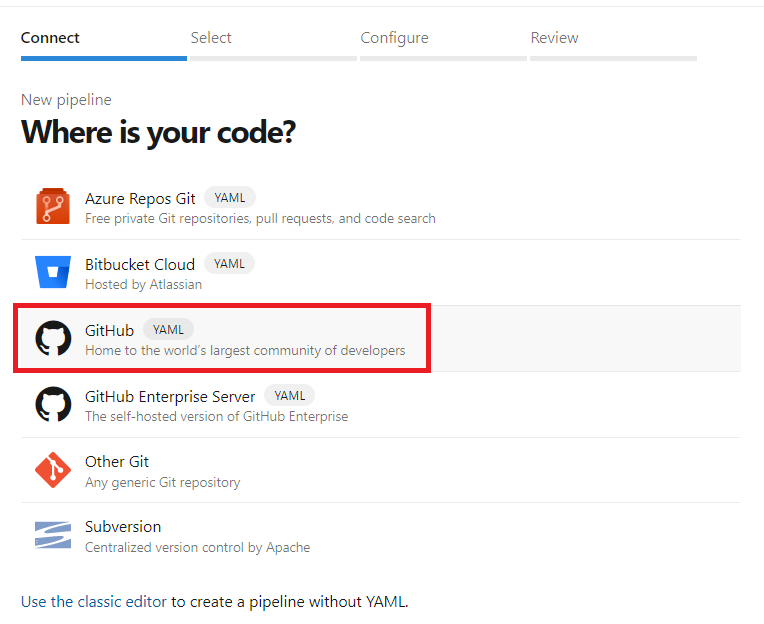 Connect Select Configure Review
New pipeline
Where is your code?
Azure Repos Git YAML
Free private Git repositories, pull requests, and code search
Bitbucket Cloud YAML
Hosted by Atlassian
GitHub YAML
Home to the world’s largest community of developers
GitHub Enterprise Server YAML
The self-hosted version of GitHub Enterprise
Other Git
Any generic Git repository
Subversion
Centralized version control by Apache
Use the classic editor to create a pipeline without YAML.